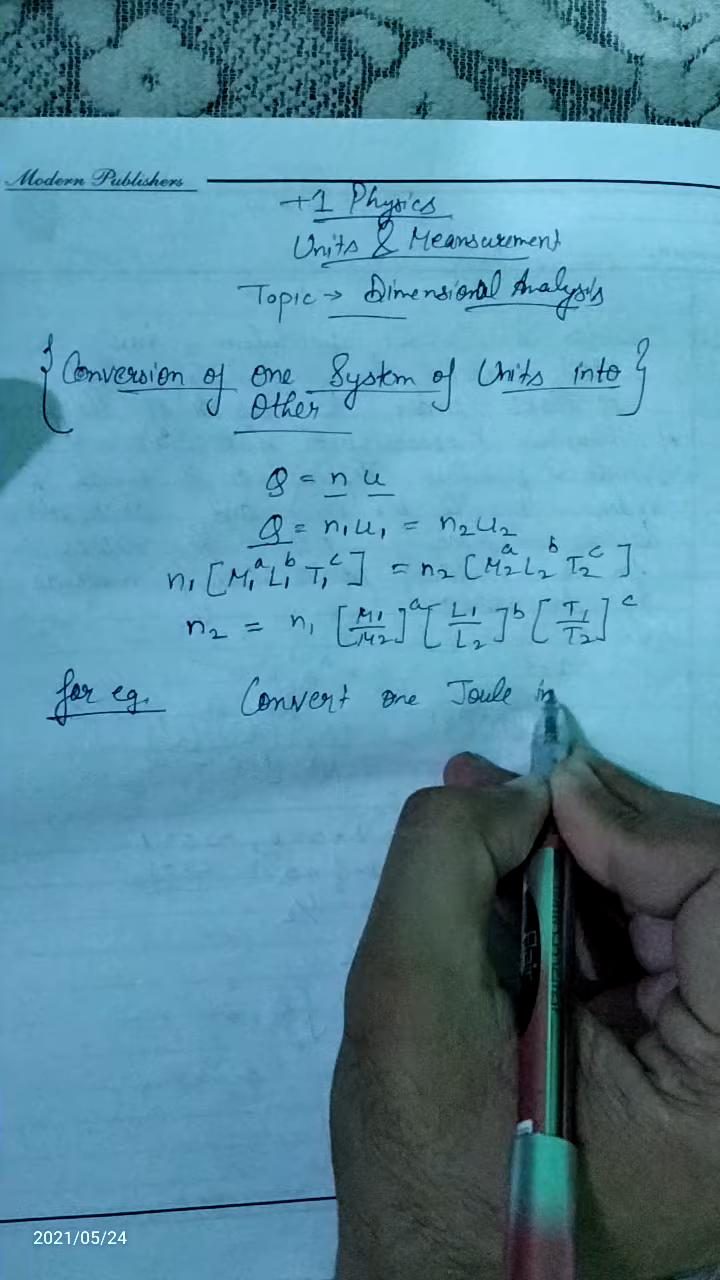 Modern Publishers
+1 Physics
Units & Meansurement
Topic → Dimensional Analysis
{Conversion of one System of Units into}
Other
Q = n u
Q = n₁u₁ = n₂u₂
n₁ [M₁ᵃ L₁ᵇ T₁ᶜ] = n₂ [M₂ᵃ L₂ᵇ T₂ᶜ]
n₂ = n₁ [M₁/M₂]ᵃ [L₁/L₂]ᵇ [T₁/T₂]ᶜ
for eg. Convert one Joule in
2021/05/24